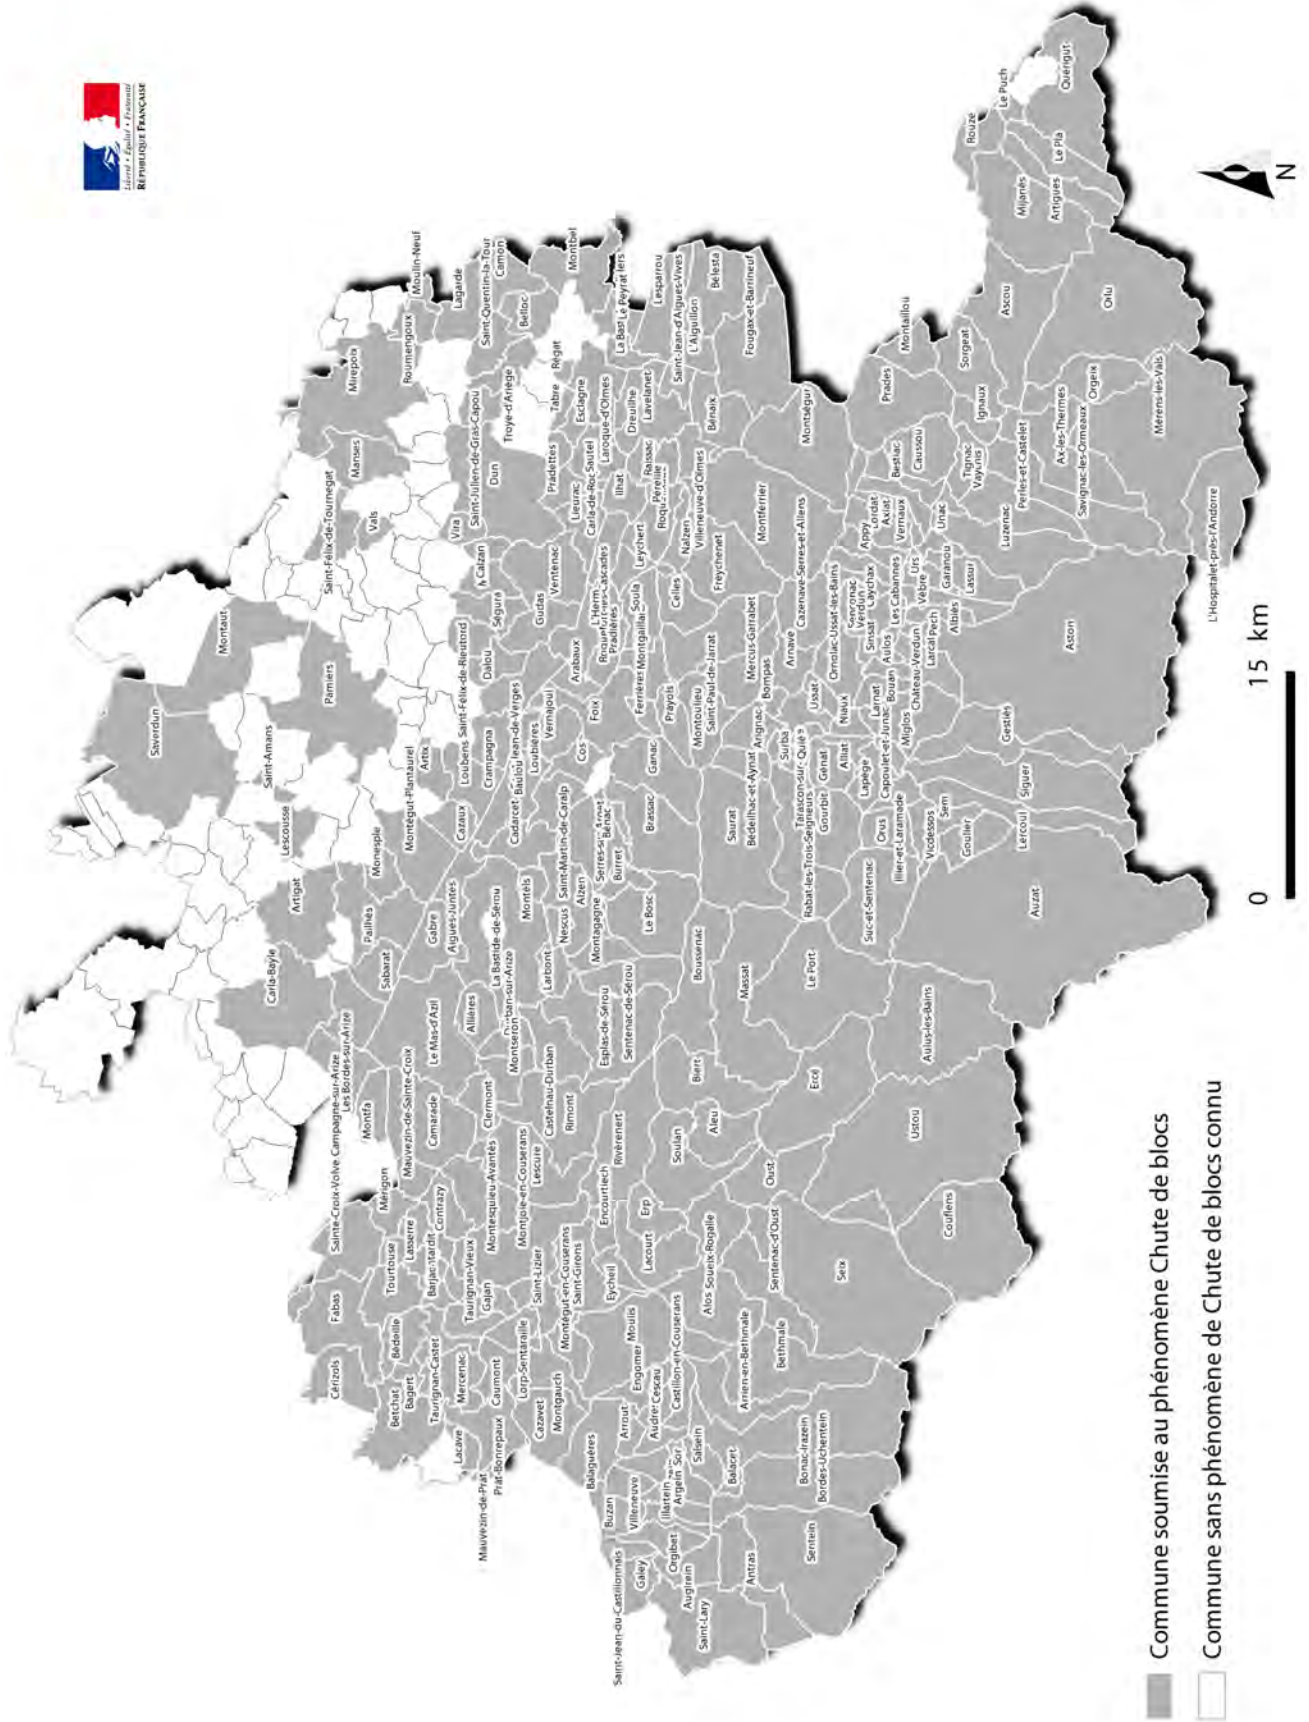 Liberté • Égalité • Fraternité
RÉPUBLIQUE FRANÇAISE
Saverdun
Montaut
Saint-Amans
Pamiers
Lescousse
Saint-Félix-de-Tournegat
Mirepoix
Manses
Vals
Roumengoux
Moulin-Neuf
Lagarde
Saint-Quentin-la-Tour
Camon
Belloc
Montbel
Carla-Bayle
Artigat
Pailhès
Monesple
Sabarat
Montégut-Plantaurel
Artix
Gabre
Aigues-Juntes
Cazaux
Loubens
Saint-Félix-de-Rieutord
Crampagna
Dalou
Ségura
Calzan
Vira
Saint-Julien-de-Gras-Capou
Dun
Troye-d'Ariège
Tabre
Régat
Esclagne
Laroque-d'Olmes
Dreuilhe
Lavelanet
Lesparrou
Saint-Jean-d'Aigues-Vives
L'Aiguillon
Bélesta
Fougax-et-Barrineuf
Bénaix
Montségur
Sainte-Croix-Volve
Campagne-sur-Arize
Les Bordes-sur-Arize
Montfa
Mérigon
Mauvezin-de-Sainte-Croix
Le Mas-d'Azil
Camarade
Allières
Clermont
La Bastide-de-Sérou
Montseron
Castelnau-Durban
Rimont
Larbont
Nescus
Montels
Cadarcet
Baulou
Saint-Martin-de-Caralp
Alzen
Montagagne
Loubières
Vernajoul
Cos
Foix
Arabaux
Gudas
Ventenac
Pradières
Lieurac
Sautel
Ilhat
Raissac
Péreille
Leychert
Nalzen
Villeneuve-d'Olmes
Montferrier
Freychenet
Celles
Soula
Montgaillard
Ferrières
Prayols
Ganac
Brassac
Bénac
Burret
Le Bosc
Montoulieu
Saint-Paul-de-Jarrat
Mercus-Garrabet
Bompas
Arnave
Cazenave-Serres-et-Allens
Arignac
Saurat
Bédeilhac-et-Aynat
Surba
Rabat-les-Trois-Seigneurs
Gourbit
Génat
Alliat
Ussat
Ornolac-Ussat-les-Bains
Niaux
Lapège
Capoulet-et-Junac
Larnat
Bouan
Miglos
Aulos
Sinsat
Verdun
Senconac
Caychax
Les Cabannes
Château-Verdun
Larcat
Pech
Albiès
Vèbre
Urs
Garanou
Lassur
Appy
Lordat
Axiat
Vernaux
Unac
Luzenac
Bestiac
Caussou
Tignac
Vaychis
Perles-et-Castelet
Prades
Montaillou
Sorgeat
Ignaux
Ascou
Ax-les-Thermes
Savignac-les-Ormeaux
Orgeix
Orlu
Mérens-les-Vals
L'Hospitalet-près-l'Andorre
Mijanès
Artigues
Le Pla
Rouze
Le Puch
Quérigut
Aston
Gestiès
Siguer
Lercoul
Sem
Goulier
Vicdessos
Illier-et-Laramade
Orus
Suc-et-Sentenac
Auzat
Le Port
Massat
Boussenac
Biert
Esplas-de-Sérou
Sentenac-de-Sérou
Aulus-les-Bains
Ercé
Ustou
Oust
Aleu
Soulan
Rivèrenert
Encourtiech
Erp
Lacourt
Eycheil
Alos
Soueix-Rogalle
Sentenac-d'Oust
Seix
Couflens
Fabas
Cérizols
Tourtouse
Lasserre
Contrazy
Bédeille
Betchat
Bagert
Taurignan-Castet
Taurignan-Vieux
Gajan
Montesquieu-Avantès
Montjoie-en-Couserans
Lescure
Saint-Lizier
Montégut-en-Couserans
Saint-Girons
Mercenac
Caumont
Lorp-Sentaraille
Lacave
Mauvezin-de-Prat
Prat-Bonrepaux
Cazavet
Montgauch
Balaguères
Moulis
Engomer
Cescau
Castillon-en-Couserans
Arrout
Arrien-en-Bethmale
Bethmale
Salsein
Sor
Argein
Illartein
Balacet
Bonac-Irazein
Bordes-Uchentein
Buzan
Villeneuve
Saint-Jean-du-Castillonnais
Galey
Orgibet
Augirein
Saint-Lary
Antras
Sentein
Commune soumise au phénomène Chute de blocs
Commune sans phénomène de Chute de blocs connu
0 15 km
N